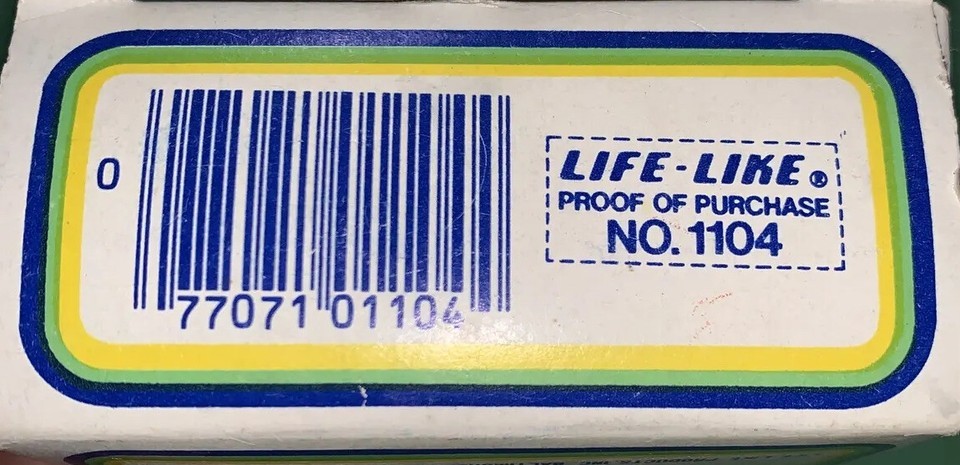 0
77071 01104
LIFE-LIKE®
PROOF OF PURCHASE
NO. 1104